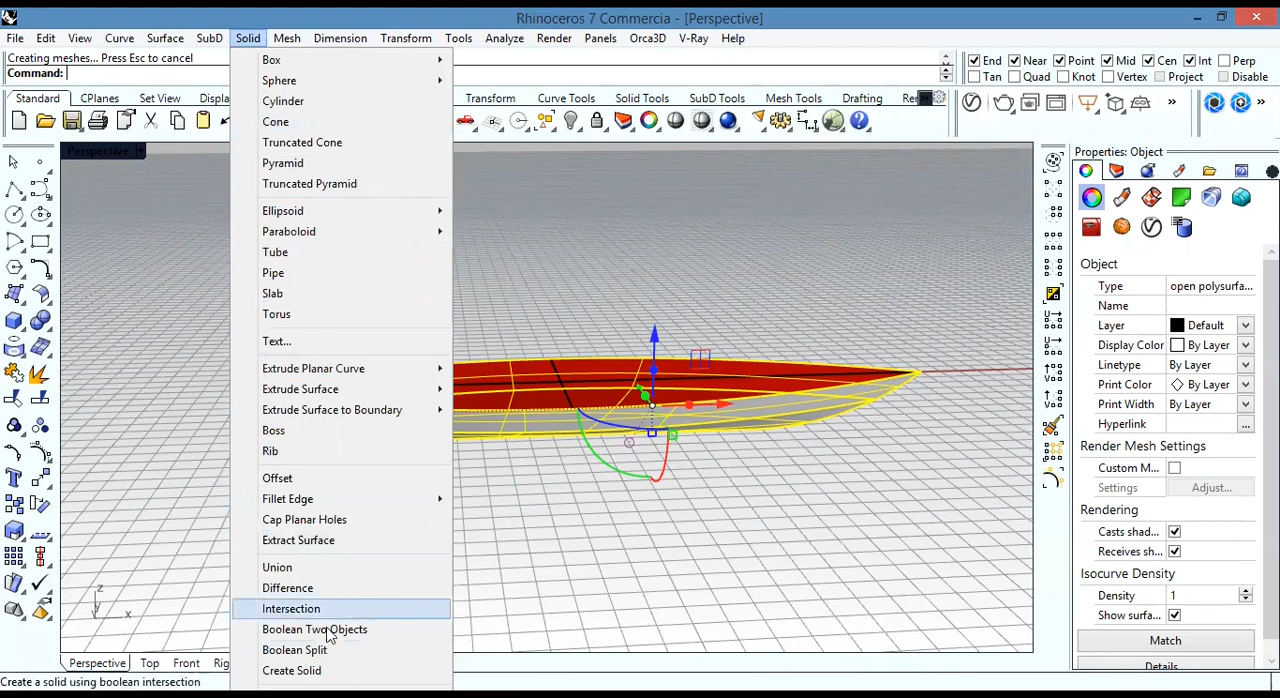 Rhinoceros 7 Commercia - [Perspective]
File Edit View Curve Surface SubD Solid Mesh Dimension Transform Tools Analyze Render Panels Orca3D V-Ray Help
Creating meshes... Press Esc to cancel
Command:
End Near Point Mid Cen Int Perp
Tan Quad Knot Vertex Project Disable
Standard CPlanes Set View Displa Transform Curve Tools Solid Tools SubD Tools Mesh Tools Drafting Re
Perspective
Box
Sphere
Cylinder
Cone
Truncated Cone
Pyramid
Truncated Pyramid
Ellipsoid
Paraboloid
Tube
Pipe
Slab
Torus
Text...
Extrude Planar Curve
Extrude Surface
Extrude Surface to Boundary
Boss
Rib
Offset
Fillet Edge
Cap Planar Holes
Extract Surface
Union
Difference
Intersection
Boolean Two Objects
Boolean Split
Create Solid
z
y
x
Properties: Object
Object
Type open polysurfa...
Name
Layer Default
Display Color By Layer
Linetype By Layer
Print Color By Layer
Print Width By Layer
Hyperlink ...
Render Mesh Settings
Custom M...
Settings Adjust...
Rendering
Casts shad...
Receives sh...
Isocurve Density
Density 1
Show surfa...
Match
Details
Perspective Top Front Rig
Create a solid using boolean intersection